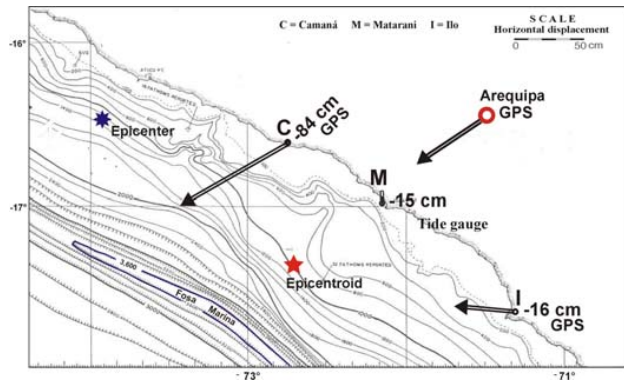 C = Camaná M = Matarani I = Ilo
SCALE
Horizontal displacement
0 50 cm
-16°
Arequipa
GPS
Epicenter
C
-84 cm
GPS
M
-15 cm
Tide gauge
-17°
2000
Epicentroid
3,600
Fosa
Marina
I
-16 cm
GPS
-73°
-71°